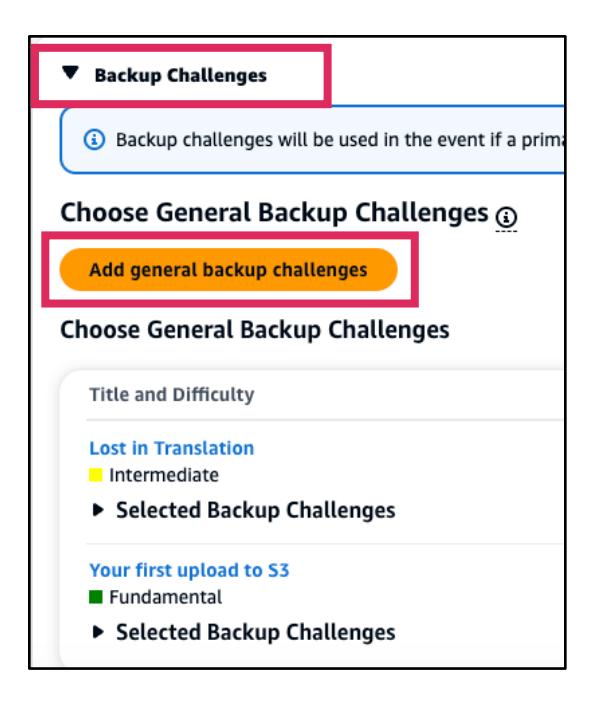 Backup Challenges
Backup challenges will be used in the event if a
Choose General Backup Challenges
Add general backup challenges
Choose General Backup Challenges
Title and Difficulty
Lost in Translation
Intermediate
Selected Backup Challenges
Your first upload to S3
Fundamental
Selected Backup Challenges